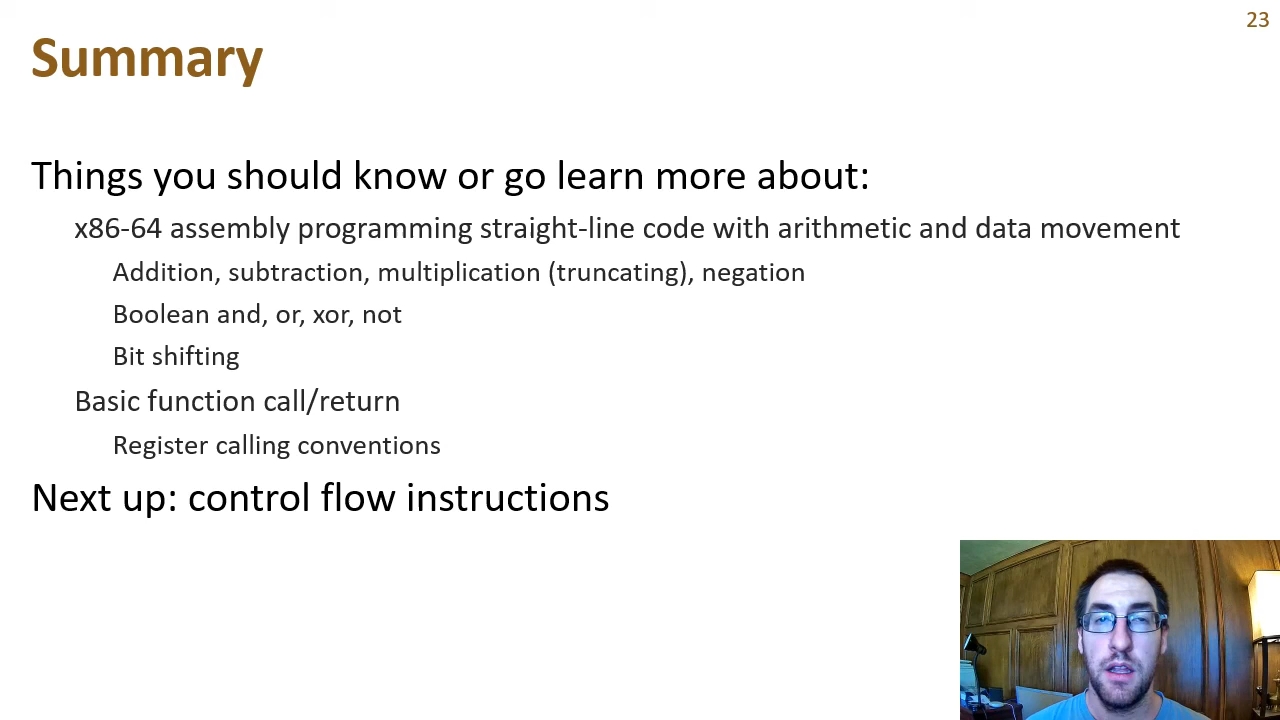 23
Summary
Things you should know or go learn more about:
x86-64 assembly programming straight-line code with arithmetic and data movement
Addition, subtraction, multiplication (truncating), negation
Boolean and, or, xor, not
Bit shifting
Basic function call/return
Register calling conventions
Next up: control flow instructions